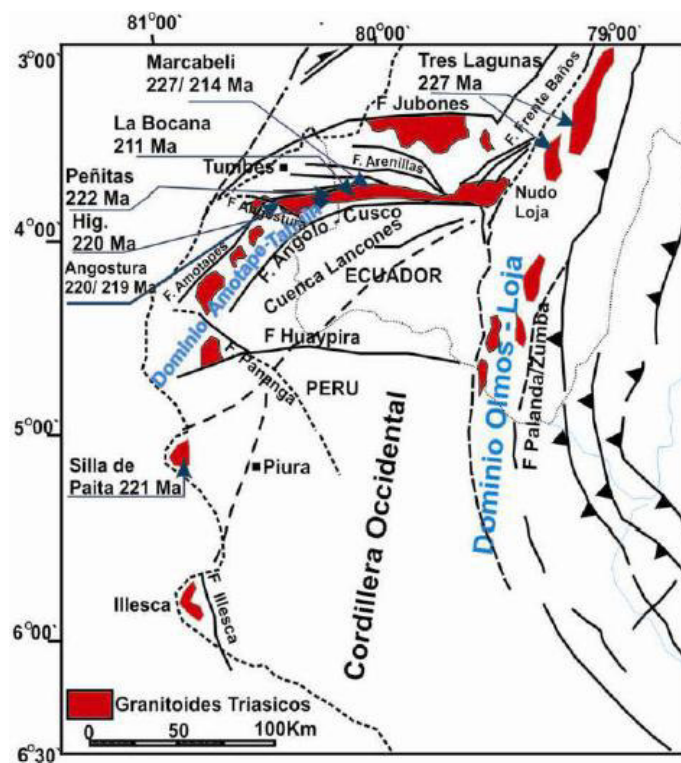 81°00'
80°00'
79°00'
3°00'
4°00'
5°00'
6°00'
6°30'
Marcabeli
227/ 214 Ma
Tres Lagunas
227 Ma
La Bocana
211 Ma
F Jubones
F. Frente Baños
Tumbes
F. Arenillas
Peñitas
222 Ma
Hig.
220 Ma
Angostura
220/ 219 Ma
F Angostura
Cusco
Nudo
Loja
F. Amotapes
Dominio Amotape-Tahuin
F. Angolo
Cuenca Lancones
ECUADOR
F Huaypira
F. Pananga
PERU
Dominio Olmos - Loja
F Palanda/Zumba
Cordillera Occidental
Silla de
Paita 221 Ma
Piura
Illesca
F Illesca
Granitoides Triasicos
0 50 100Km